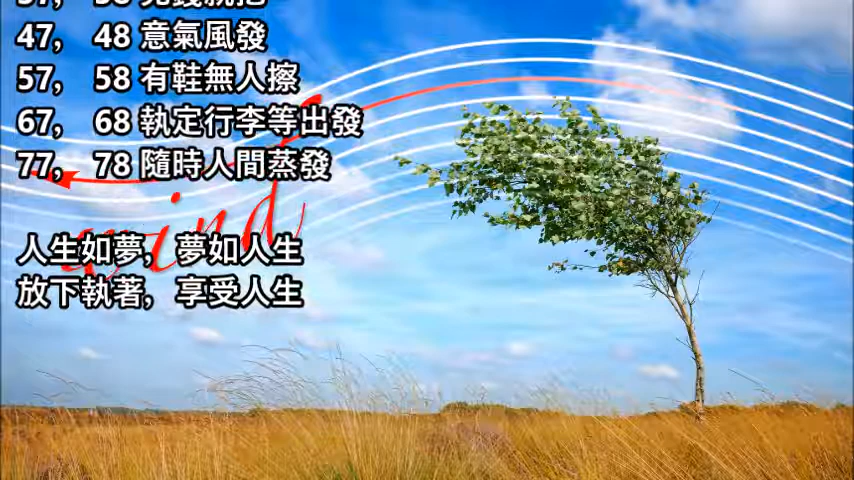 47, 48 意氣風發
57, 58 有鞋無人擦
67, 68 執定行李等出發
77, 78 隨時人間蒸發
人生如夢, 夢如人生
放下執著, 享受人生
wind